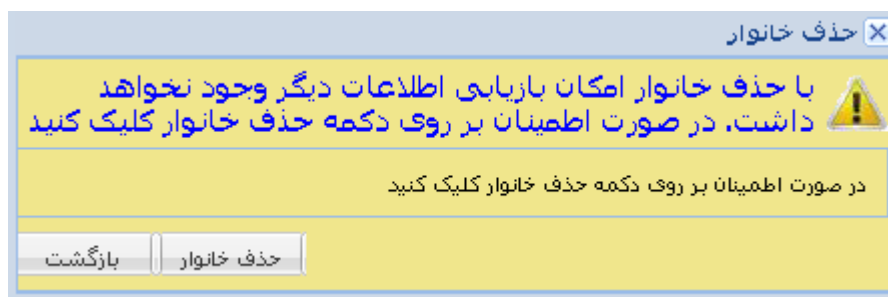 حذف خانوار
با حذف خانوار امکان بازیابی اطلاعات دیگر وجود نخواهد
داشت. در صورت اطمینان بر روی دکمه حذف خانوار کلیک کنید
در صورت اطمینان بر روی دکمه حذف خانوار کلیک کنید
حذف خانوار
بازگشت